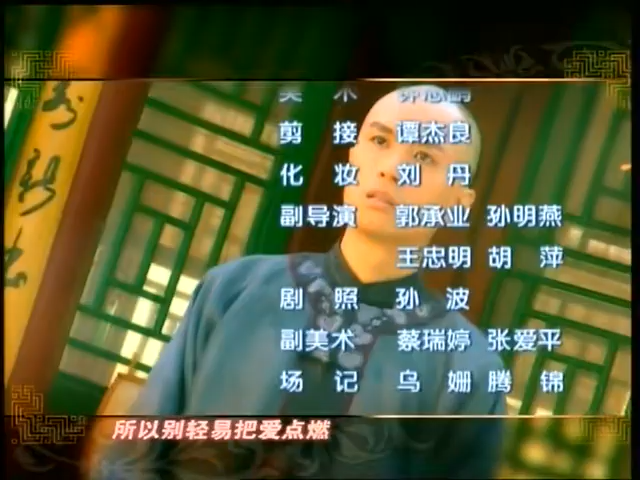 美 术
剪 接 谭杰良
化 妆 刘 丹
副导演 郭承业 孙明燕
王忠明 胡 萍
剧 照 孙 波
副美术 蔡瑞婷 张爱平
场 记 乌 姗 腾 锦
所以别轻易把爱点燃